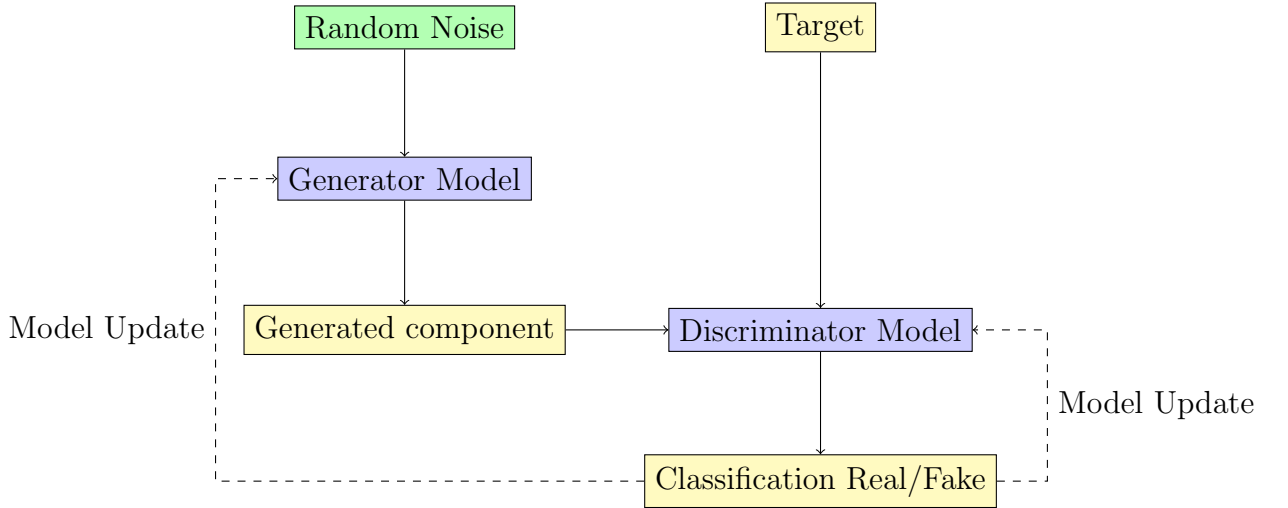 Random Noise
Target
Generator Model
Model Update
Generated component
Discriminator Model
Model Update
Classification Real/Fake